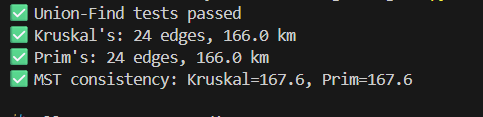 ✅ Union-Find tests passed
✅ Kruskal's: 24 edges, 166.0 km
✅ Prim's: 24 edges, 166.0 km
✅ MST consistency: Kruskal=167.6, Prim=167.6